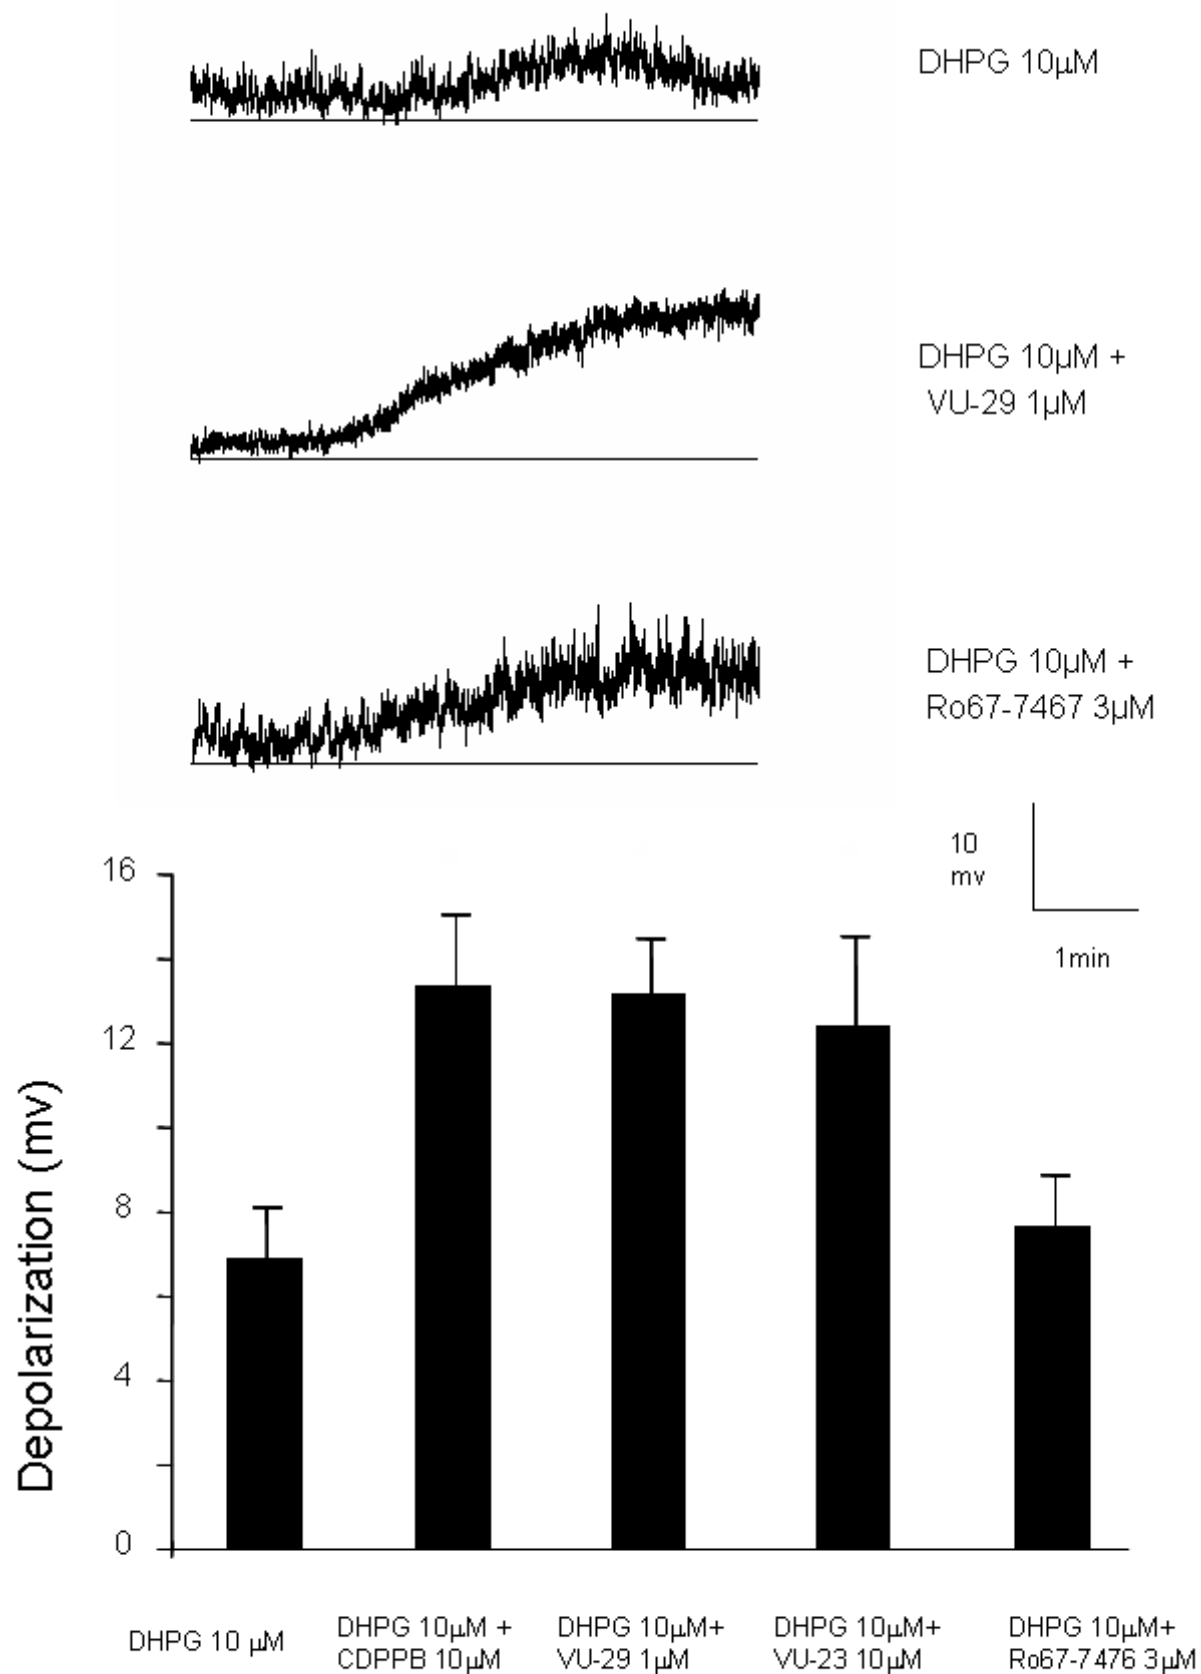 DHPG 10µM
DHPG 10µM +
VU-29 1µM
DHPG 10µM +
Ro67-7467 3µM
10
mv
1min
16
12
8
4
0
Depolarization (mv)
DHPG 10 µM
DHPG 10µM +
CDPPB 10µM
DHPG 10µM+
VU-29 1µM
DHPG 10µM+
VU-23 10µM
DHPG 10µM+
Ro67-7476 3µM